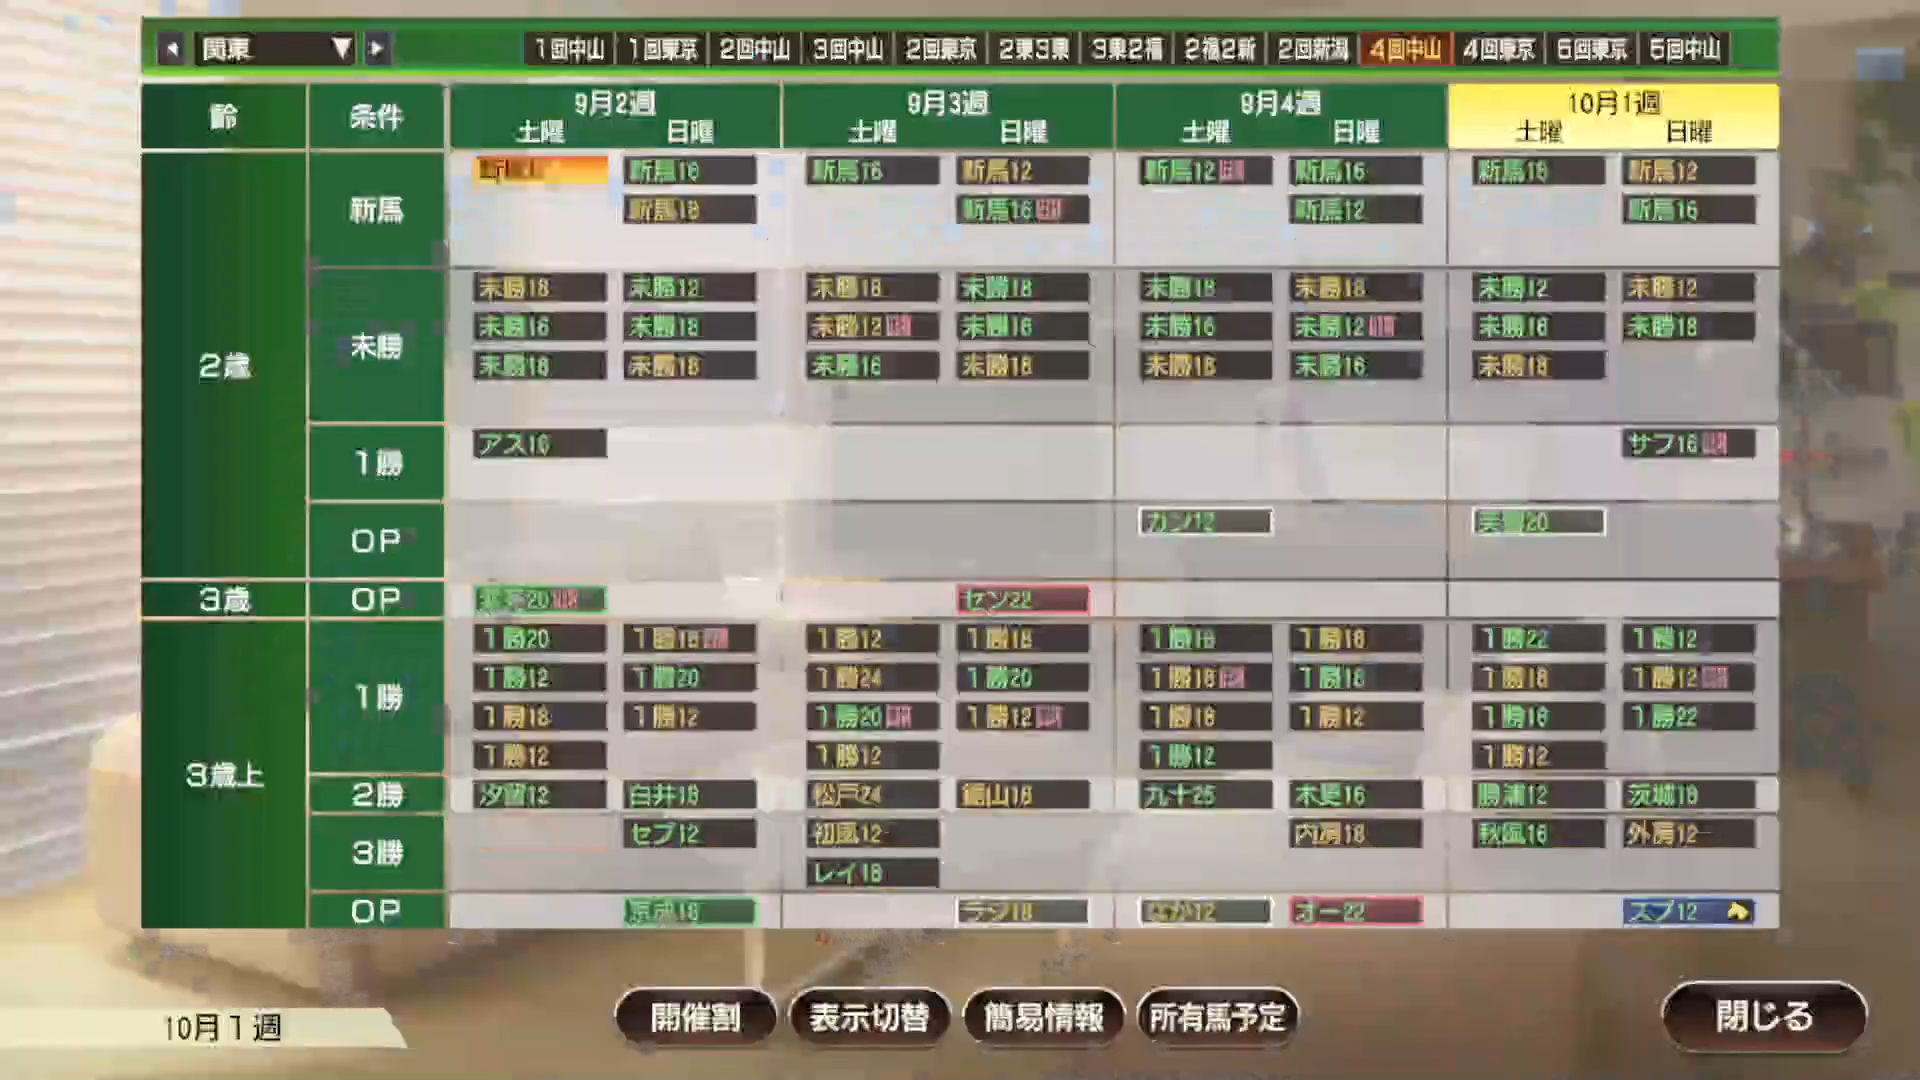 関東 1回中山 1回東京 2回中山 3回中山 2回東京 2東3東 3東2福 2福2新 2回新潟 4回中山 4回東京 5回東京 5回中山
齢 条件 9月2週 9月3週 9月4週 10月1週
土曜 日曜 土曜 日曜 土曜 日曜 土曜 日曜
2歳
新馬
新馬16 新馬16 新馬12 新馬12 新馬16 新馬16 新馬12
新馬18 新馬16 新馬12 新馬16
未勝
未勝18 未勝12 未勝18 未勝18 未勝18 未勝18 未勝12 未勝12
未勝16 未勝18 未勝12 未勝16 未勝16 未勝12 未勝16 未勝18
未勝18 未勝18 未勝16 未勝18 未勝18 未勝16 未勝18
1勝
アス16 サフ16
OP
カン12 20
3歳 OP
20 セン22
3歳上
1勝
1勝20 1勝18 1勝12 1勝18 1勝16 1勝16 1勝22 1勝12
1勝12 1勝20 1勝24 1勝20 1勝18 1勝18 1勝18 1勝12
1勝18 1勝12 1勝20 1勝12 1勝18 1勝12 1勝16 1勝22
1勝12 1勝12 1勝12 1勝12
2勝
汐留12 白井18 松戸24 鋸山18 九十25 木更16 勝浦12 茨城18
3勝
セプ12 初風12 内房18 秋風16 外房12
レイ18
OP
京成16 ラジ18 ながつ12 オー22 スプ12
10月1週
開催割 表示切替 簡易情報 所有馬予定 閉じる